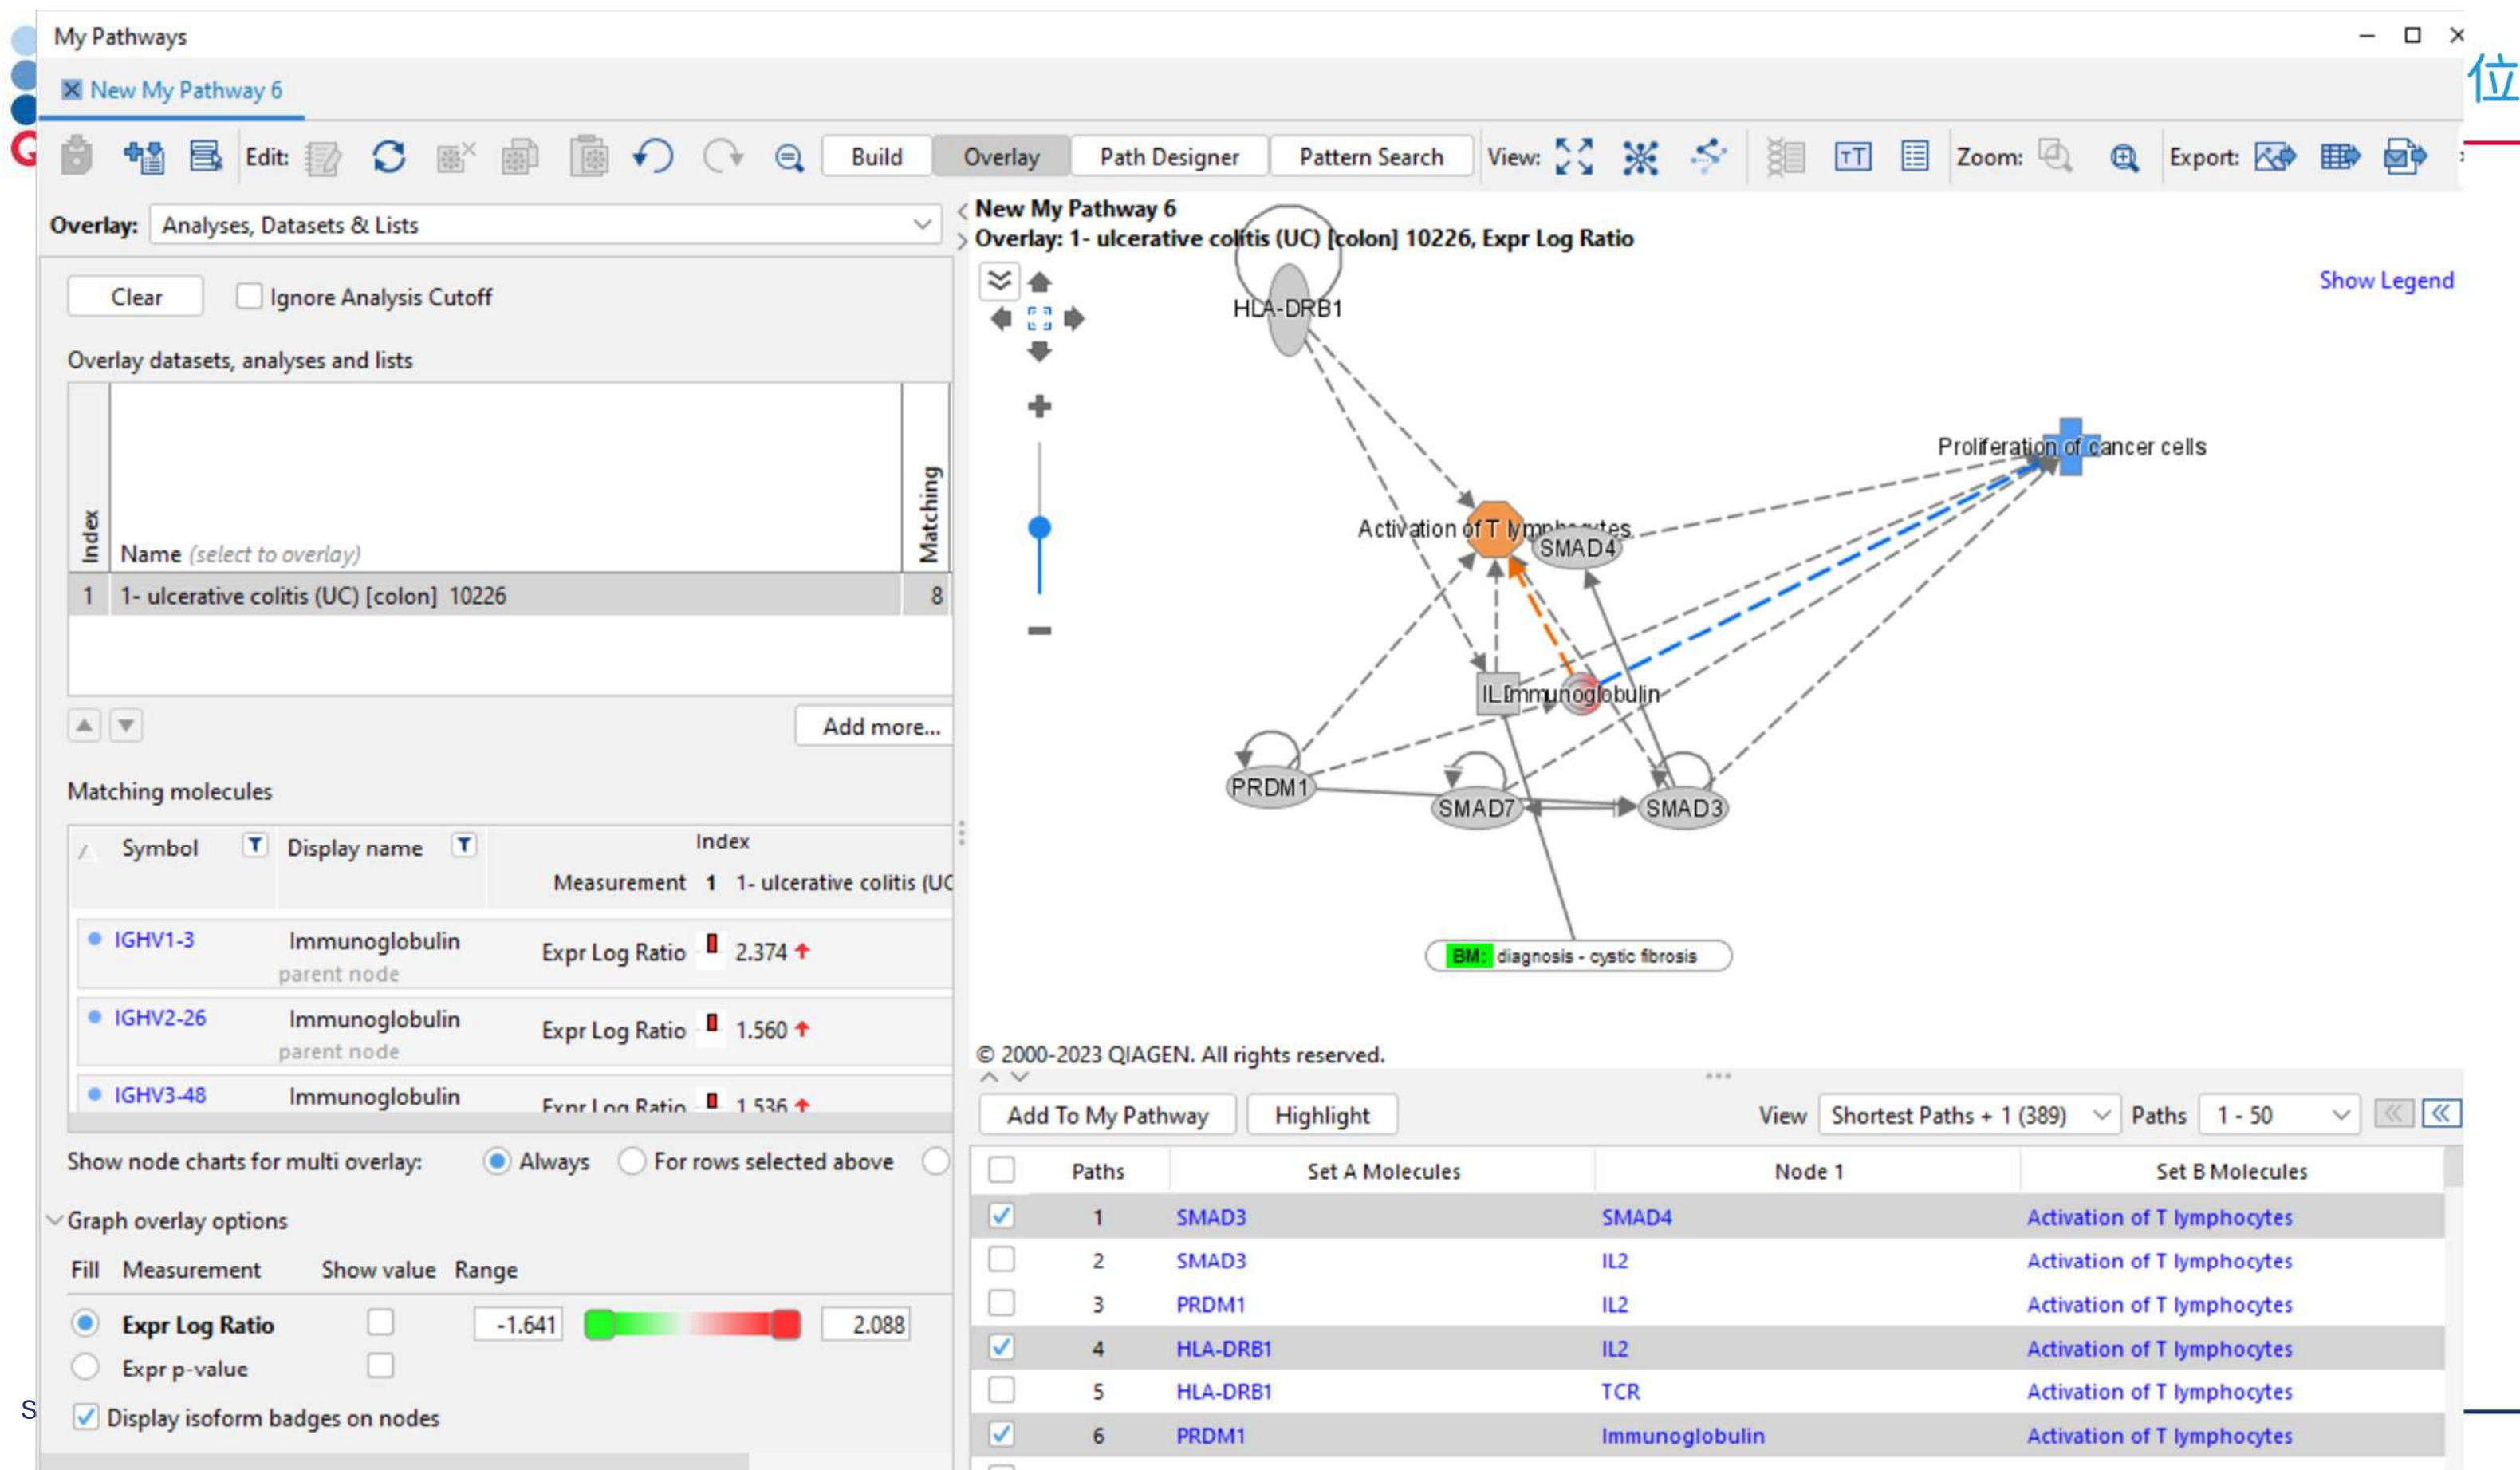 My Pathways
位
New My Pathway 6
Edit:
Build
Overlay
Path Designer
Pattern Search
View:
Zoom:
Export:
Overlay:
Analyses, Datasets & Lists
Clear
Ignore Analysis Cutoff
Overlay datasets, analyses and lists
Index
Name (select to overlay)
Matching
1 1- ulcerative colitis (UC) [colon] 10226 8
Add more...
Matching molecules
Symbol
Display name
Index
Measurement 1 1- ulcerative colitis (UC
IGHV1-3 Immunoglobulin Expr Log Ratio 2.374
parent node
IGHV2-26 Immunoglobulin Expr Log Ratio 1.560
parent node
IGHV3-48 Immunoglobulin Expr Log Ratio 1.536
Show node charts for multi overlay:
Always
For rows selected above
Graph overlay options
Fill Measurement Show value Range
Expr Log Ratio -1.641 2.088
Expr p-value
Display isoform badges on nodes
S
New My Pathway 6
Overlay: 1- ulcerative colitis (UC) [colon] 10226, Expr Log Ratio
Show Legend
HLA-DRB1
Proliferation of cancer cells
Activation of T lymphocytes
SMAD4
Immunoglobulin
PRDM1
SMAD7
SMAD3
BM: diagnosis - cystic fibrosis
© 2000-2023 QIAGEN. All rights reserved.
Add To My Pathway
Highlight
View
Shortest Paths + 1 (389)
Paths
1 - 50
Paths Set A Molecules Node 1 Set B Molecules
1 SMAD3 SMAD4 Activation of T lymphocytes
2 SMAD3 IL2 Activation of T lymphocytes
3 PRDM1 IL2 Activation of T lymphocytes
4 HLA-DRB1 IL2 Activation of T lymphocytes
5 HLA-DRB1 TCR Activation of T lymphocytes
6 PRDM1 Immunoglobulin Activation of T lymphocytes